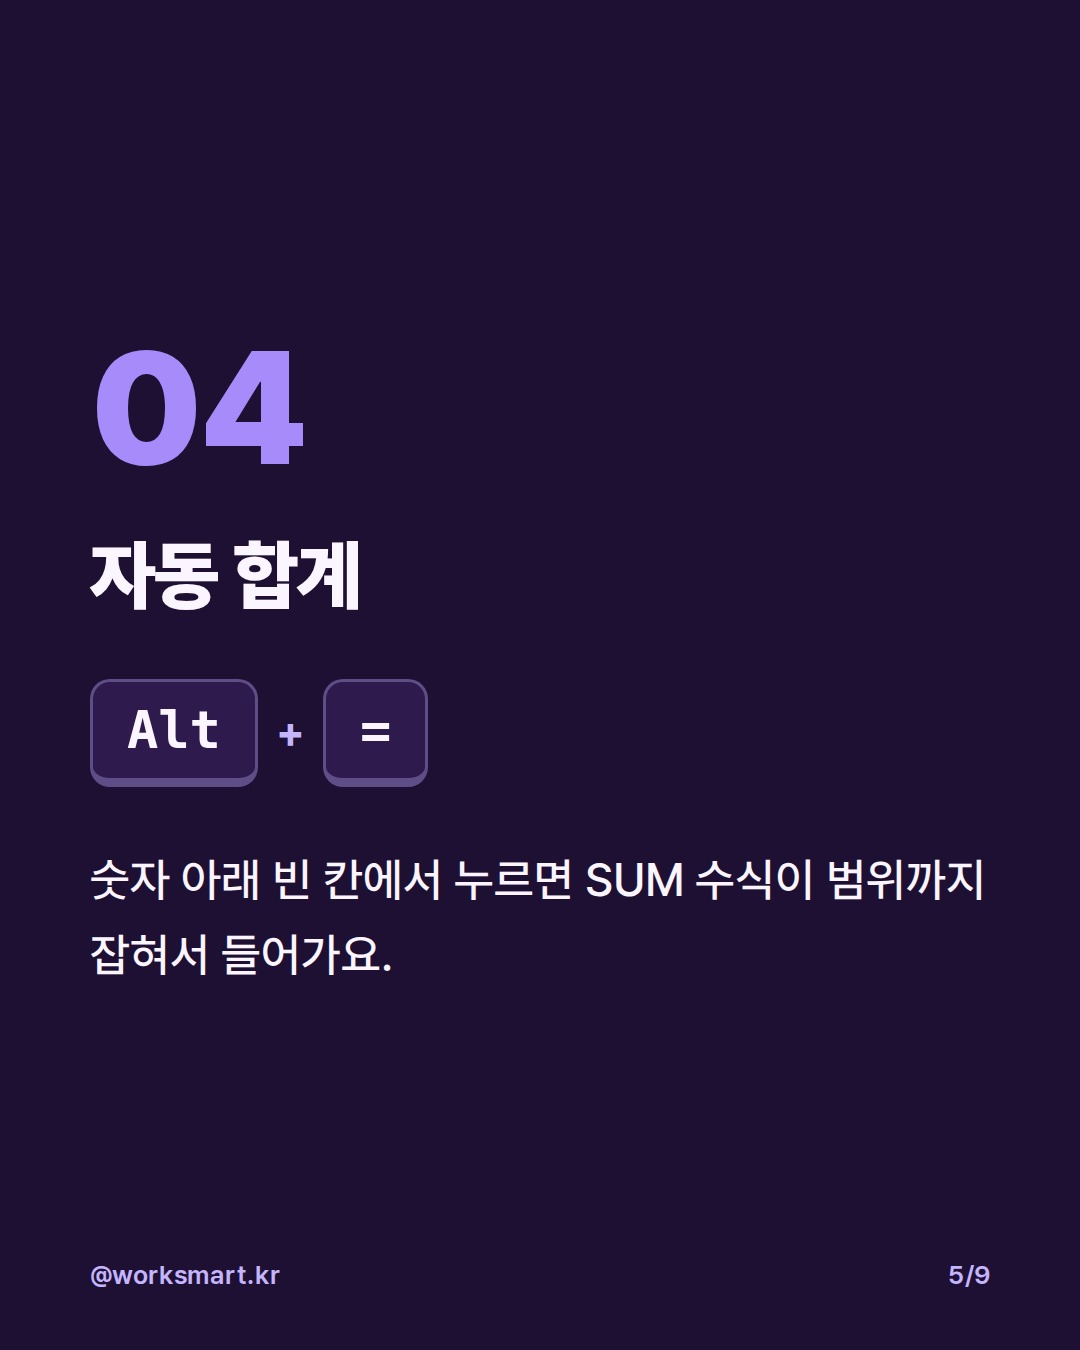 04
자동 합계
Alt + =
숫자 아래 빈 칸에서 누르면 SUM 수식이 범위까지
잡혀서 들어가요.
@worksmart.kr
5/9